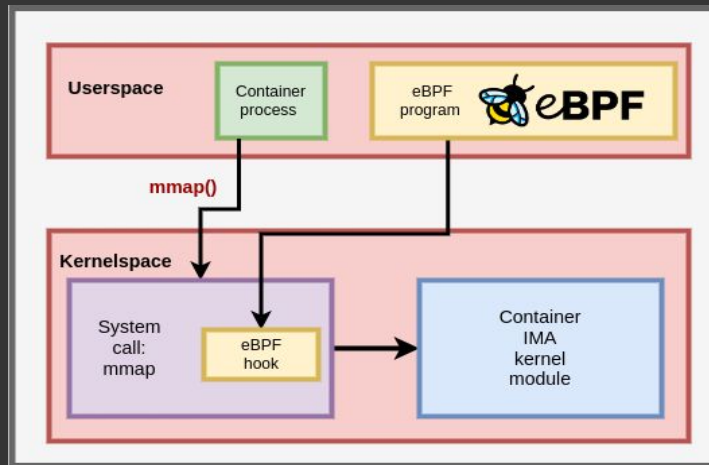 Userspace
Container
process
eBPF
program
eBPF
mmap()
Kernelspace
System
call:
mmap
eBPF
hook
Container
IMA
kernel
module